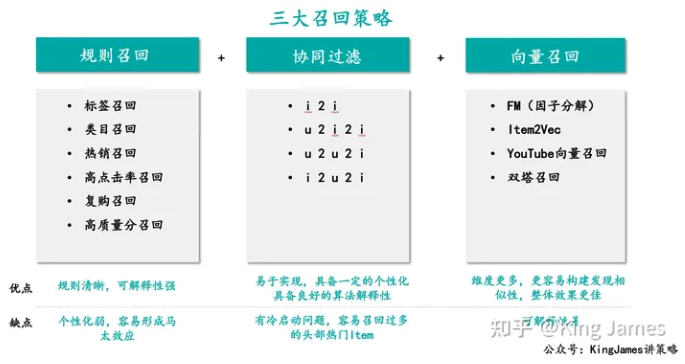 三大召回策略
规则召回 + 协同过滤 + 向量召回
• 标签召回
• 类目召回
• 热销召回
• 高点击率召回
• 复购召回
• 高质量分召回
• i 2 i
• u 2 i 2 i
• u 2 u 2 i
• i 2 u 2 i
• FM（因子分解）
• Item2Vec
• YouTube向量召回
• 双塔召回
优点
规则清晰，可解释性强
易于实现，具备一定的个性化
具备良好的算法解释性
维度更多，更容易构建发现相
似性，整体效果更佳
缺点
个性化弱，容易形成马
太效应
有冷启动问题，容易召回过多
的头部热门Item
可解释性差
知乎 @King James
公众号：KingJames讲策略